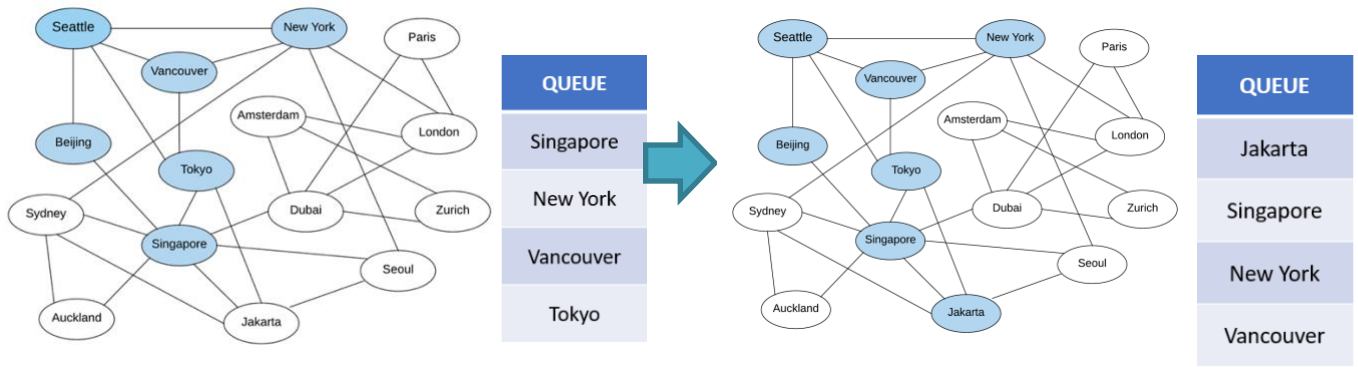 Seattle
New York
Paris
Vancouver
Amsterdam
London
Beijing
Tokyo
Sydney
Dubai
Zurich
Singapore
Seoul
Auckland
Jakarta
QUEUE
Singapore
New York
Vancouver
Tokyo
Seattle
New York
Paris
Vancouver
Amsterdam
London
Beijing
Tokyo
Sydney
Dubai
Zurich
Singapore
Seoul
Auckland
Jakarta
QUEUE
Jakarta
Singapore
New York
Vancouver